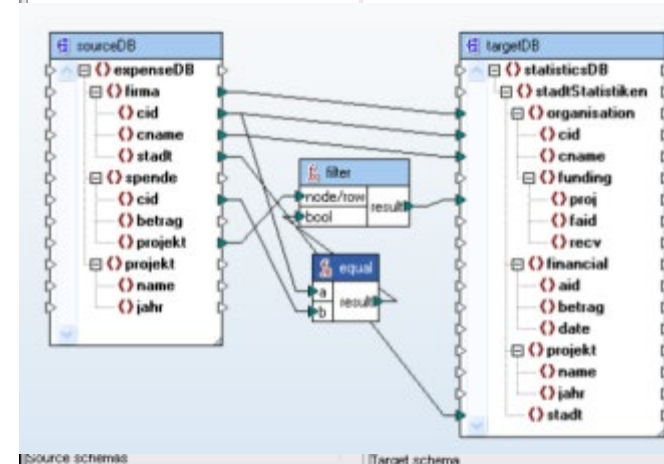 sourceDB
expenseDB
firma
cid
cname
stadt
spende
cid
betrag
projekt
projekt
name
jahr
filter
node/row
bool
result
equal
a
b
result
targetDB
statisticsDB
stadtStatistiken
organisation
cid
cname
funding
proj
faid
recv
financial
aid
betrag
date
projekt
name
jahr
stadt
Source schemas
Target schema